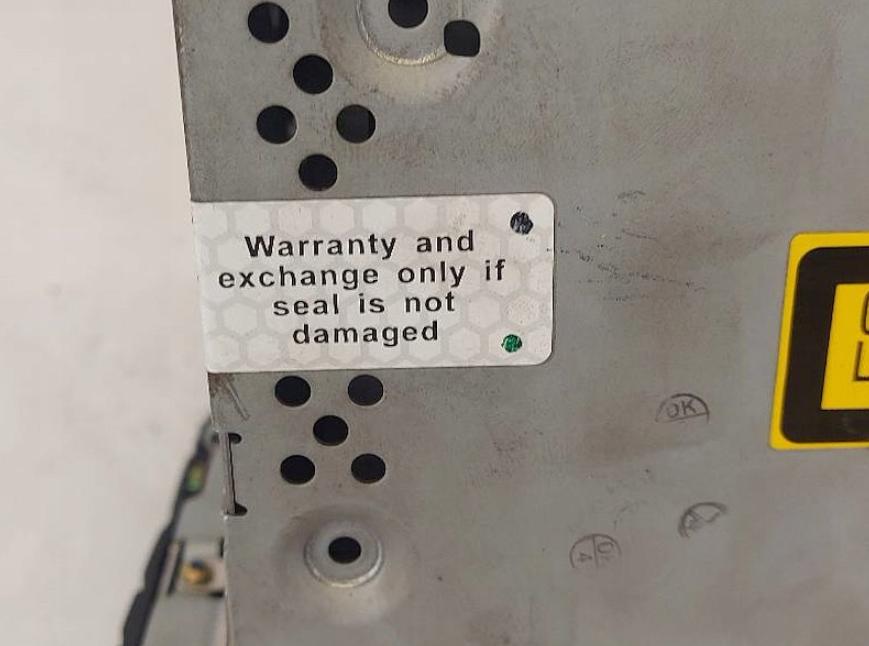 Warranty and
exchange only if
seal is not
damaged
OK